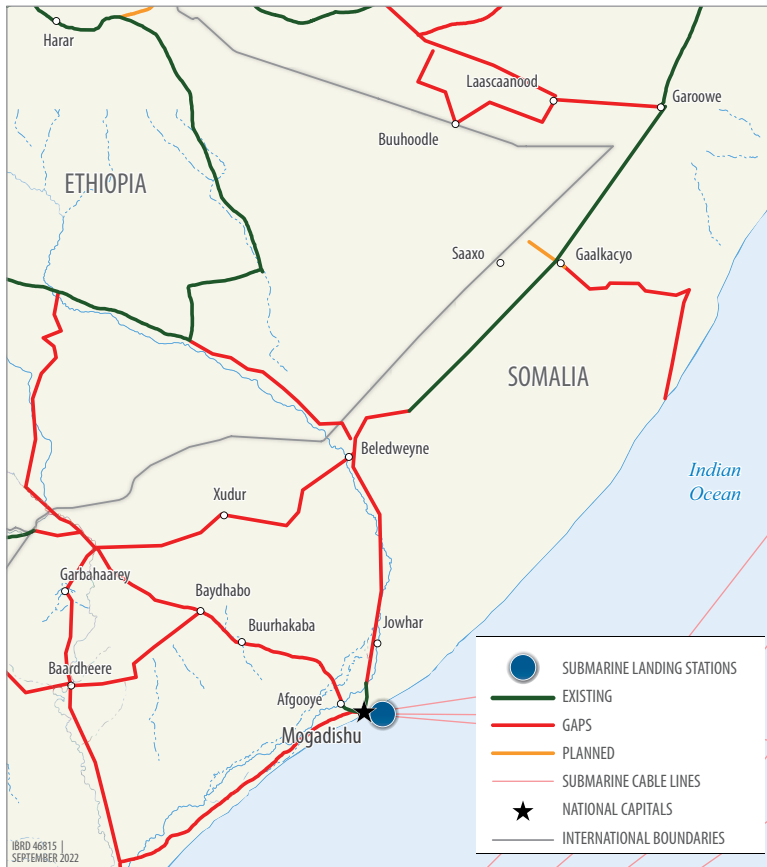 Harar
Laascaanood
Garoowe
Buuhoodle
ETHIOPIA
Saaxo
Gaalkacyo
SOMALIA
Beledweyne
Indian
Ocean
Xudur
Garbahaarey
Baydhabo
Buurhakaba
Jowhar
Baardheere
Afgooye
Mogadishu
SUBMARINE LANDING STATIONS
EXISTING
GAPS
PLANNED
SUBMARINE CABLE LINES
NATIONAL CAPITALS
INTERNATIONAL BOUNDARIES
IBRD 46815 |
SEPTEMBER 2022